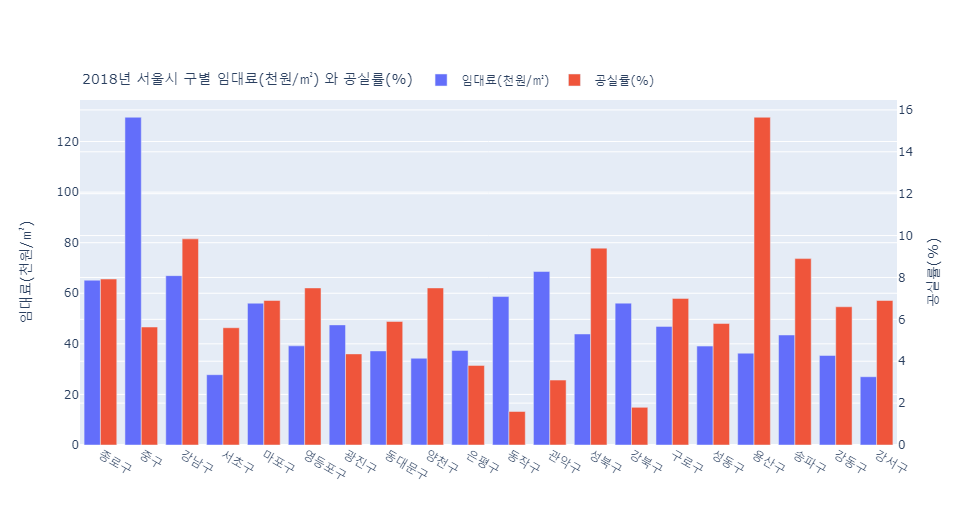 2018년 서울시 구별 임대료(천원/㎡) 와 공실률(%)
임대료(천원/㎡)
공실률(%)
임대료(천원/㎡)
120
100
80
60
40
20
0
16
14
12
10
8
6
4
2
0
공실률(%)
종로구
중구
강남구
서초구
마포구
영등포구
광진구
동대문구
양천구
은평구
동작구
관악구
성북구
강북구
구로구
성동구
용산구
송파구
강동구
강서구